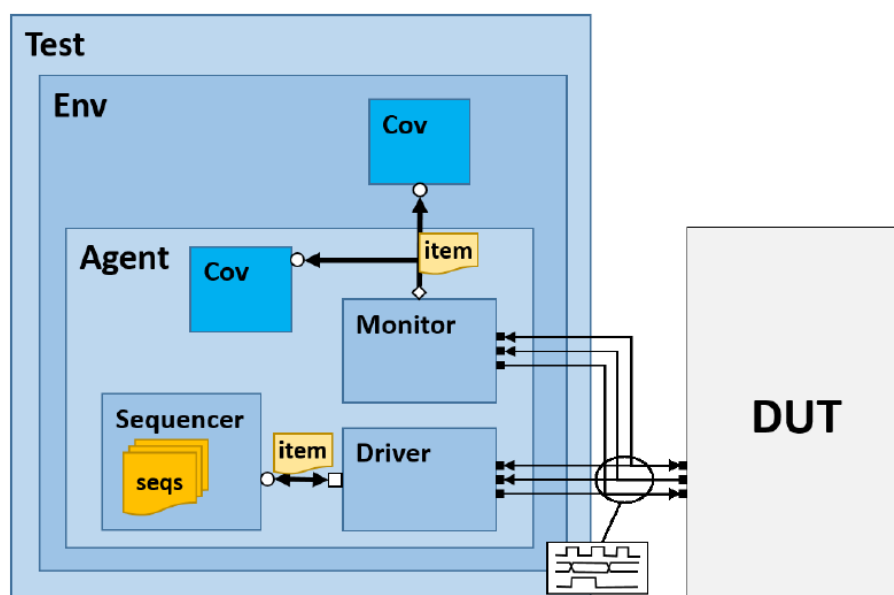 Test
Env
Cov
item
Agent
Cov
Monitor
DUT
Sequencer
item
Driver
seqs